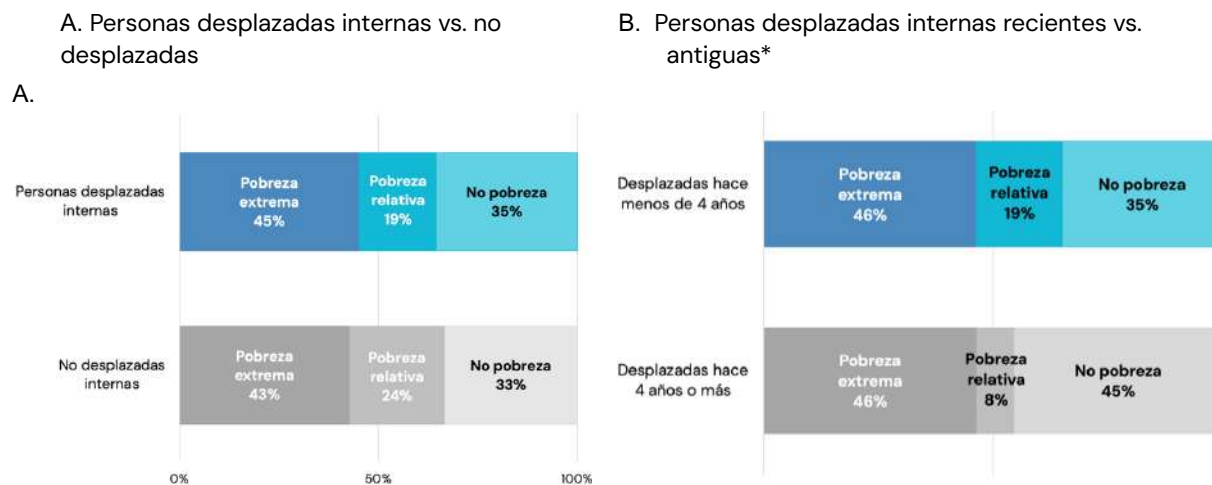 A. Personas desplazadas internas vs. no
desplazadas
B. Personas desplazadas internas recientes vs.
antiguas*
A.
Personas desplazadas
internas
Pobreza
extrema
45%
Pobreza
relativa
19%
No pobreza
35%
No desplazadas
internas
Pobreza
extrema
43%
Pobreza
relativa
24%
No pobreza
33%
0%
50%
100%
Desplazadas hace
menos de 4 años
Pobreza
extrema
46%
Pobreza
relativa
19%
No pobreza
35%
Desplazadas hace
4 años o más
Pobreza
extrema
46%
Pobreza
relativa
8%
No pobreza
45%